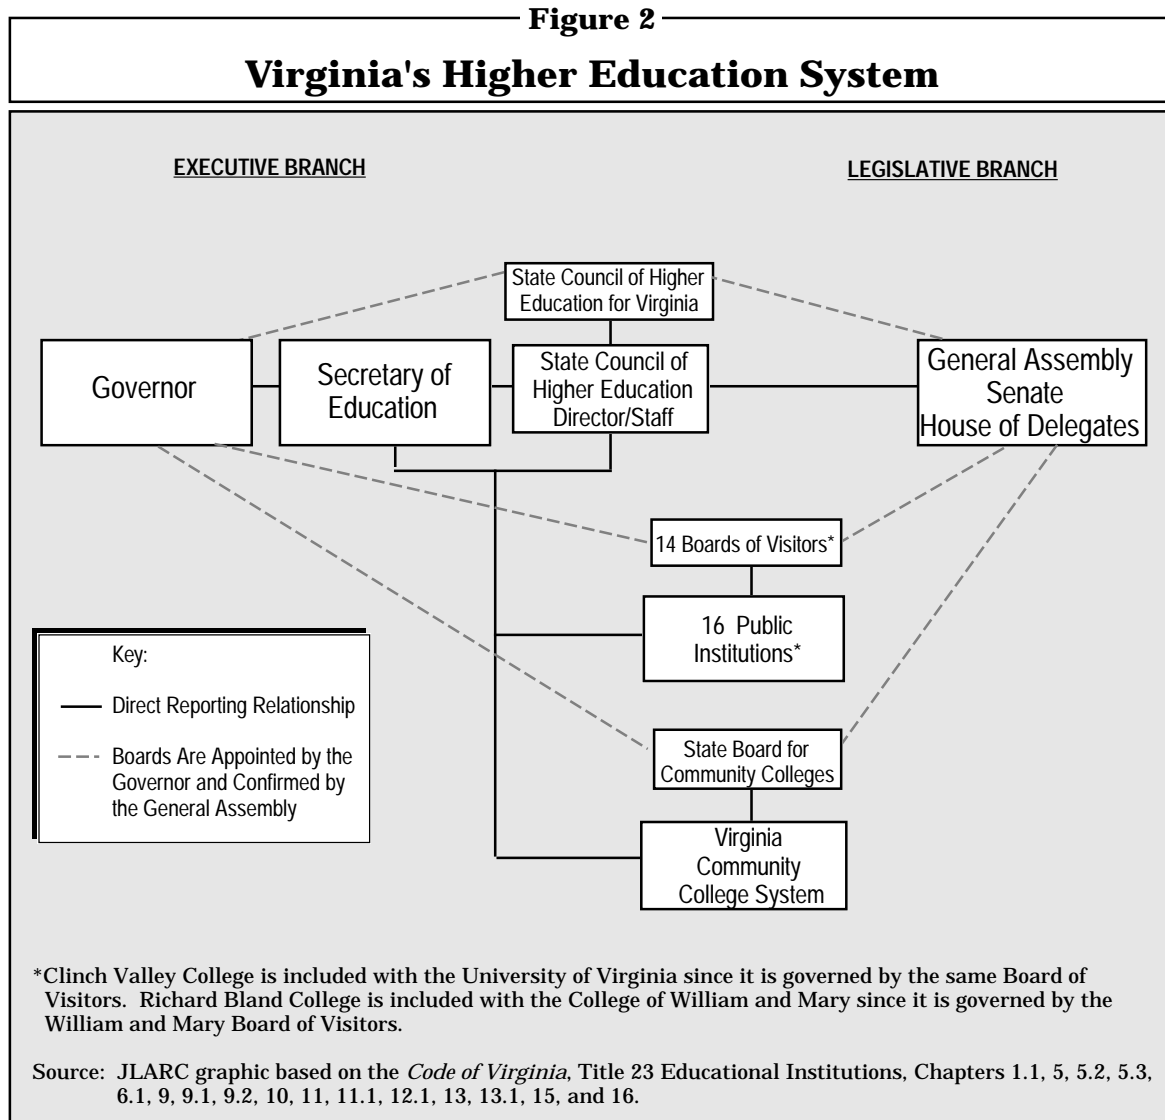 Figure 2
Virginia's Higher Education System
EXECUTIVE BRANCH
LEGISLATIVE BRANCH
State Council of Higher
Education for Virginia
Governor
Secretary of
Education
State Council of
Higher Education
Director/Staff
General Assembly
Senate
House of Delegates
14 Boards of Visitors*
16 Public
Institutions*
Key:
Direct Reporting Relationship
Boards Are Appointed by the
Governor and Confirmed by
the General Assembly
State Board for
Community Colleges
Virginia
Community
College System
*Clinch Valley College is included with the University of Virginia since it is governed by the same Board of
Visitors. Richard Bland College is included with the College of William and Mary since it is governed by the
William and Mary Board of Visitors.
Source: JLARC graphic based on the Code of Virginia, Title 23 Educational Institutions, Chapters 1.1, 5, 5.2, 5.3,
6.1, 9, 9.1, 9.2, 10, 11, 11.1, 12.1, 13, 13.1, 15, and 16.